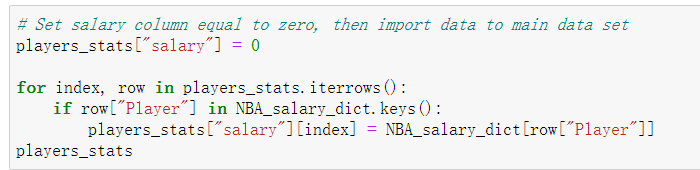 # Set salary column equal to zero, then import data to main data set
players_stats["salary"] = 0
for index, row in players_stats.iterrows():
    if row["Player"] in NBA_salary_dict.keys():
        players_stats["salary"][index] = NBA_salary_dict[row["Player"]]
players_stats